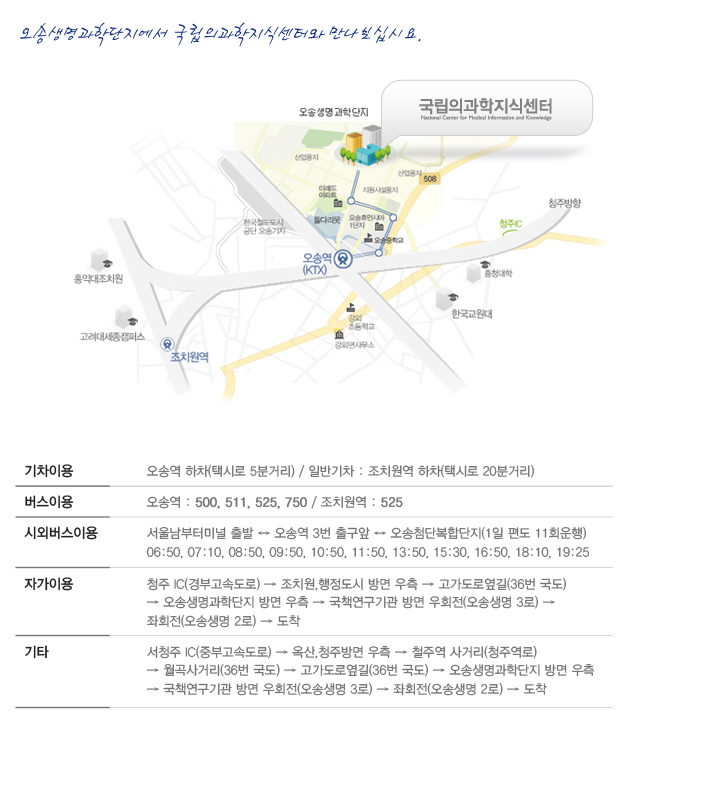 오송생명과학단지에서 국립의과학지식센터와 만나보십시요.
오송생명과학단지
국립의과학지식센터
National Center for Medical Information and Knowledge
산업용지
산업용지
508
미래도
아파트
지원시설용지
한국철도시설
공단 오송기지
돌다리못
오송휴먼시아
1단지
오송중학교
청주방향
청주IC
오송역
(KTX)
홍익대조치원
충청대학
고려대세종캠퍼스
한국교원대
강외
초등학교
강외면사무소
조치원역
기차이용 오송역 하차(택시로 5분거리) / 일반기차 : 조치원역 하차(택시로 20분거리)
버스이용 오송역 : 500, 511, 525, 750 / 조치원역 : 525
시외버스이용 서울남부터미널 출발 ↔ 오송역 3번 출구앞 ↔ 오송첨단복합단지(1일 편도 11회운행)
06:50, 07:10, 08:50, 09:50, 10:50, 11:50, 13:50, 15:30, 16:50, 18:10, 19:25
자가이용 청주 IC(경부고속도로) → 조치원,행정도시 방면 우측 → 고가도로옆길(36번 국도)
→ 오송생명과학단지 방면 우측 → 국책연구기관 방면 우회전(오송생명 3로) →
좌회전(오송생명 2로) → 도착
기타 서청주 IC(중부고속도로) → 옥산,청주방면 우측 → 철주역 사거리(청주역로)
→ 월곡사거리(36번 국도) → 고가도로옆길(36번 국도) → 오송생명과학단지 방면 우측
→ 국책연구기관 방면 우회전(오송생명 3로) → 좌회전(오송생명 2로) → 도착